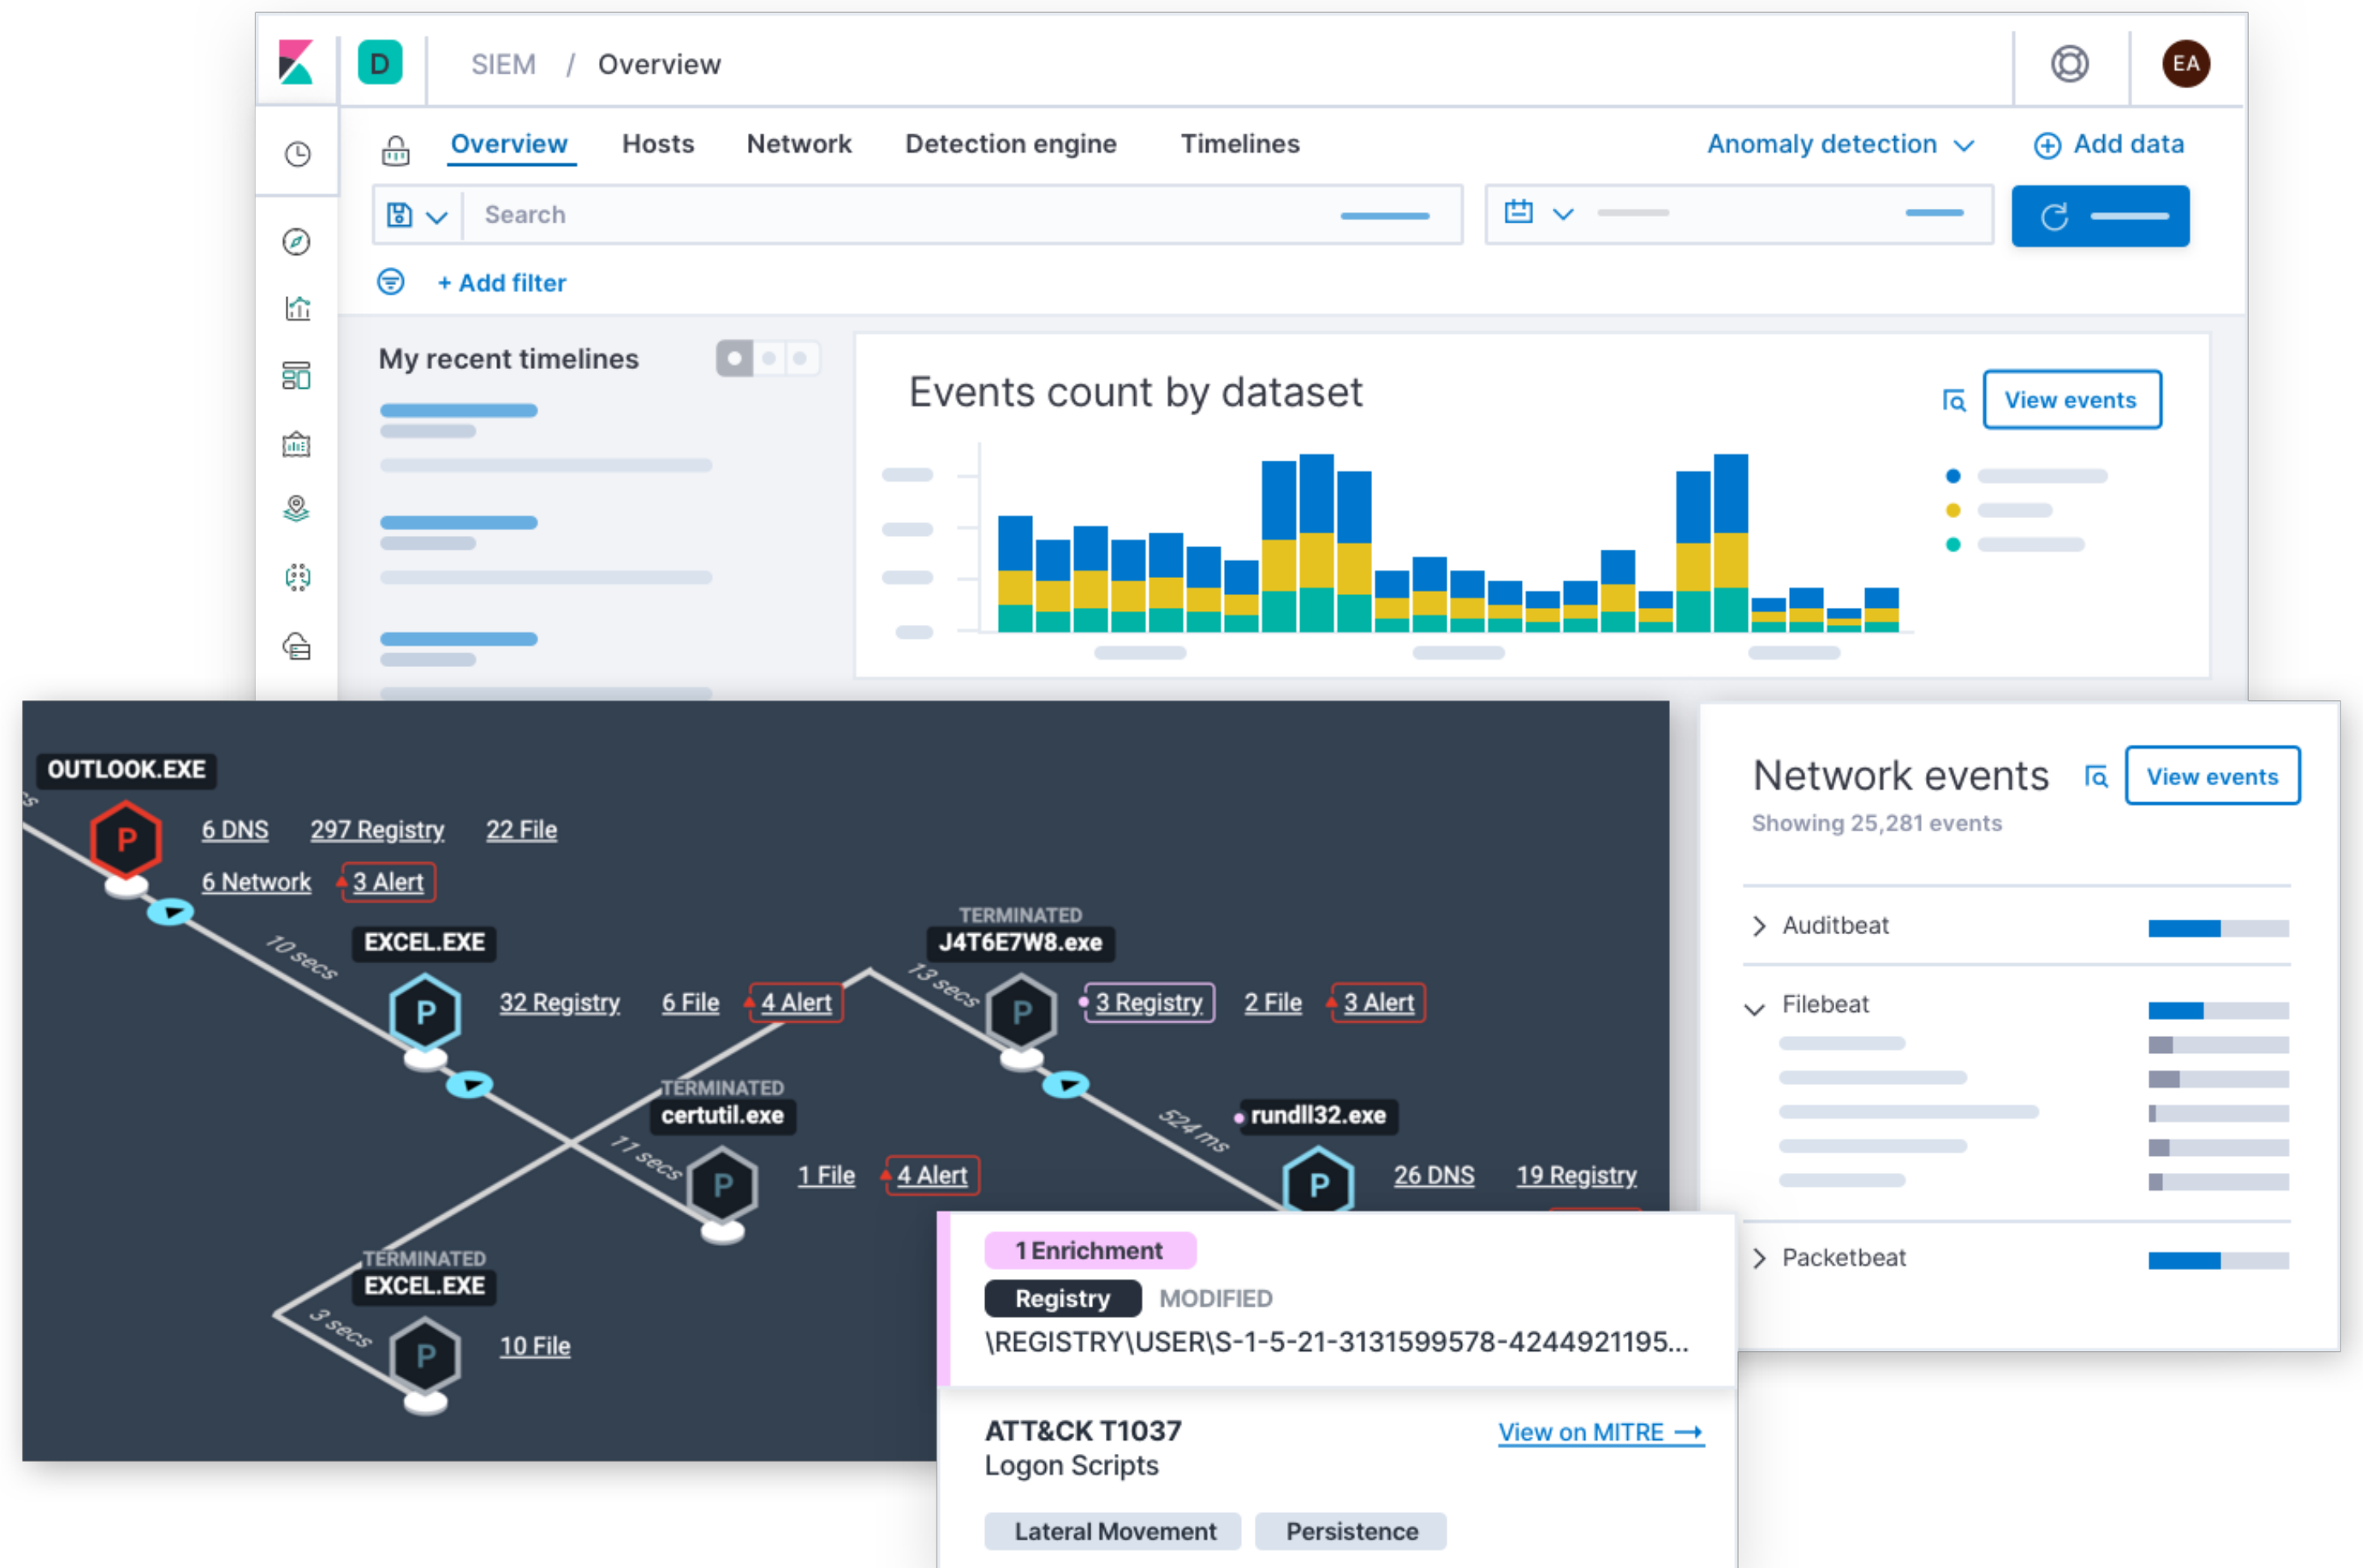 D
SIEM / Overview
EA
Overview Hosts Network Detection engine Timelines Anomaly detection Add data
Search
+ Add filter
My recent timelines
Events count by dataset
View events
OUTLOOK.EXE
P
6 DNS 297 Registry 22 File
6 Network 3 Alert
10 secs
EXCEL.EXE
P
32 Registry 6 File 4 Alert
TERMINATED
J4T6E7W8.exe
13 secs
P
3 Registry 2 File 3 Alert
TERMINATED
certutil.exe
11 secs
P
1 File 4 Alert
524 ms
rundll32.exe
P
26 DNS 19 Registry
TERMINATED
EXCEL.EXE
3 secs
P
10 File
Network events
View events
Showing 25,281 events
Auditbeat
Filebeat
Packetbeat
1 Enrichment
Registry MODIFIED
\REGISTRY\USER\S-1-5-21-3131599578-4244921195...
ATT&CK T1037
View on MITRE →
Logon Scripts
Lateral Movement Persistence